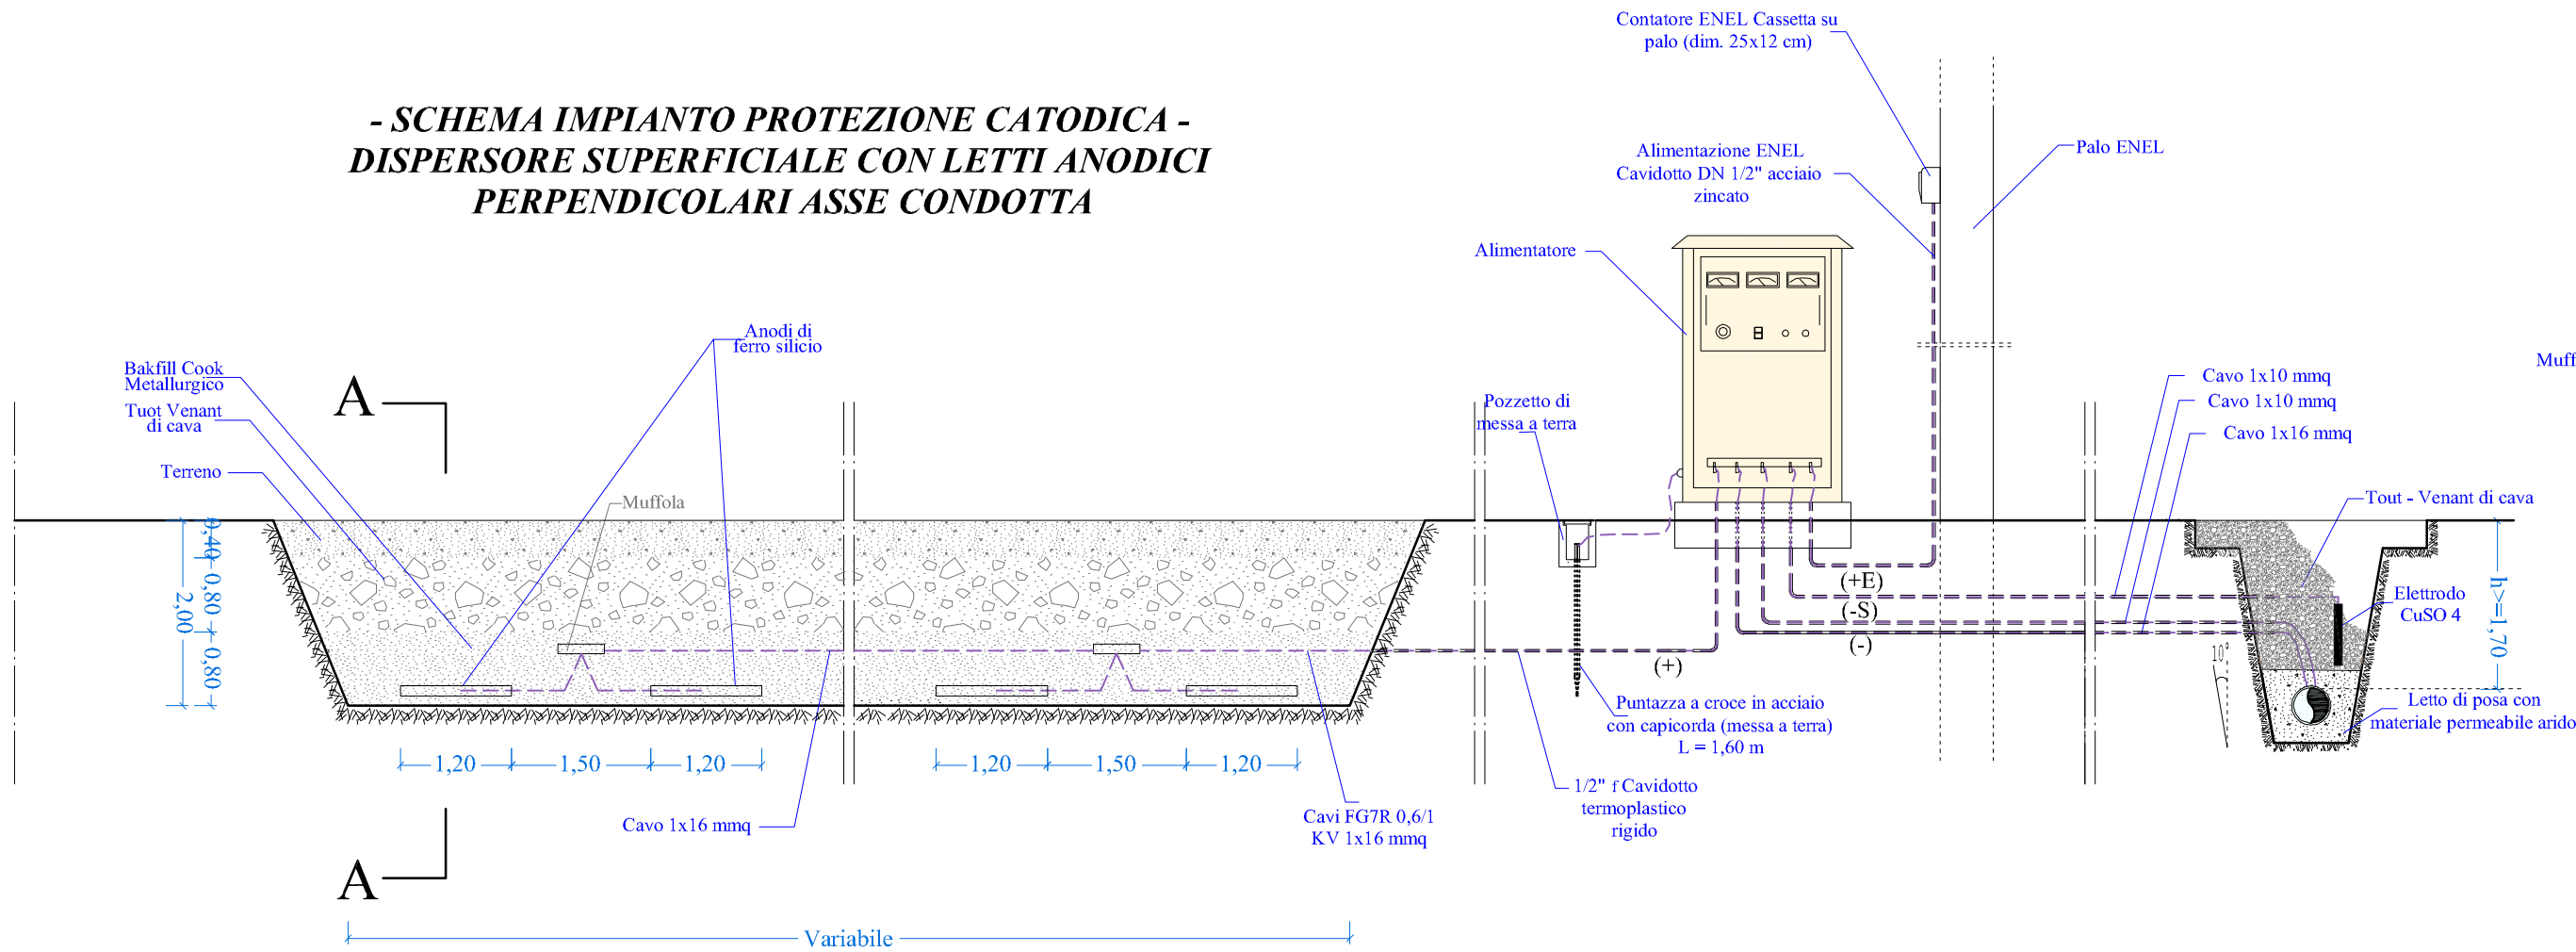 - SCHEMA IMPIANTO PROTEZIONE CATODICA -
DISPERSORE SUPERFICIALE CON LETTI ANODICI
PERPENDICOLARI ASSE CONDOTTA
Contatore ENEL Cassetta su
palo (dim. 25x12 cm)
Alimentazione ENEL
Cavidotto DN 1/2" acciaio
zincato
Palo ENEL
Alimentatore
Anodi di
ferro silicio
Bakfill Cook
Metallurgico
Tuot Venant
di cava
Terreno
A
Muffola
Pozzetto di
messa a terra
Cavo 1x10 mmq
Cavo 1x10 mmq
Cavo 1x16 mmq
Muff
Tout - Venant di cava
Elettrodo
CuSO 4
h>=1,70
10°
Letto di posa con
materiale permeabile arido
0,40
0,80
0,80
2,00
(+E)
(-S)
(-)
(+)
Puntazza a croce in acciaio
con capicorda (messa a terra)
L = 1,60 m
1,20
1,50
1,20
1,20
1,50
1,20
1/2" f Cavidotto
termoplastico
rigido
Cavo 1x16 mmq
Cavi FG7R 0,6/1
KV 1x16 mmq
A
Variabile